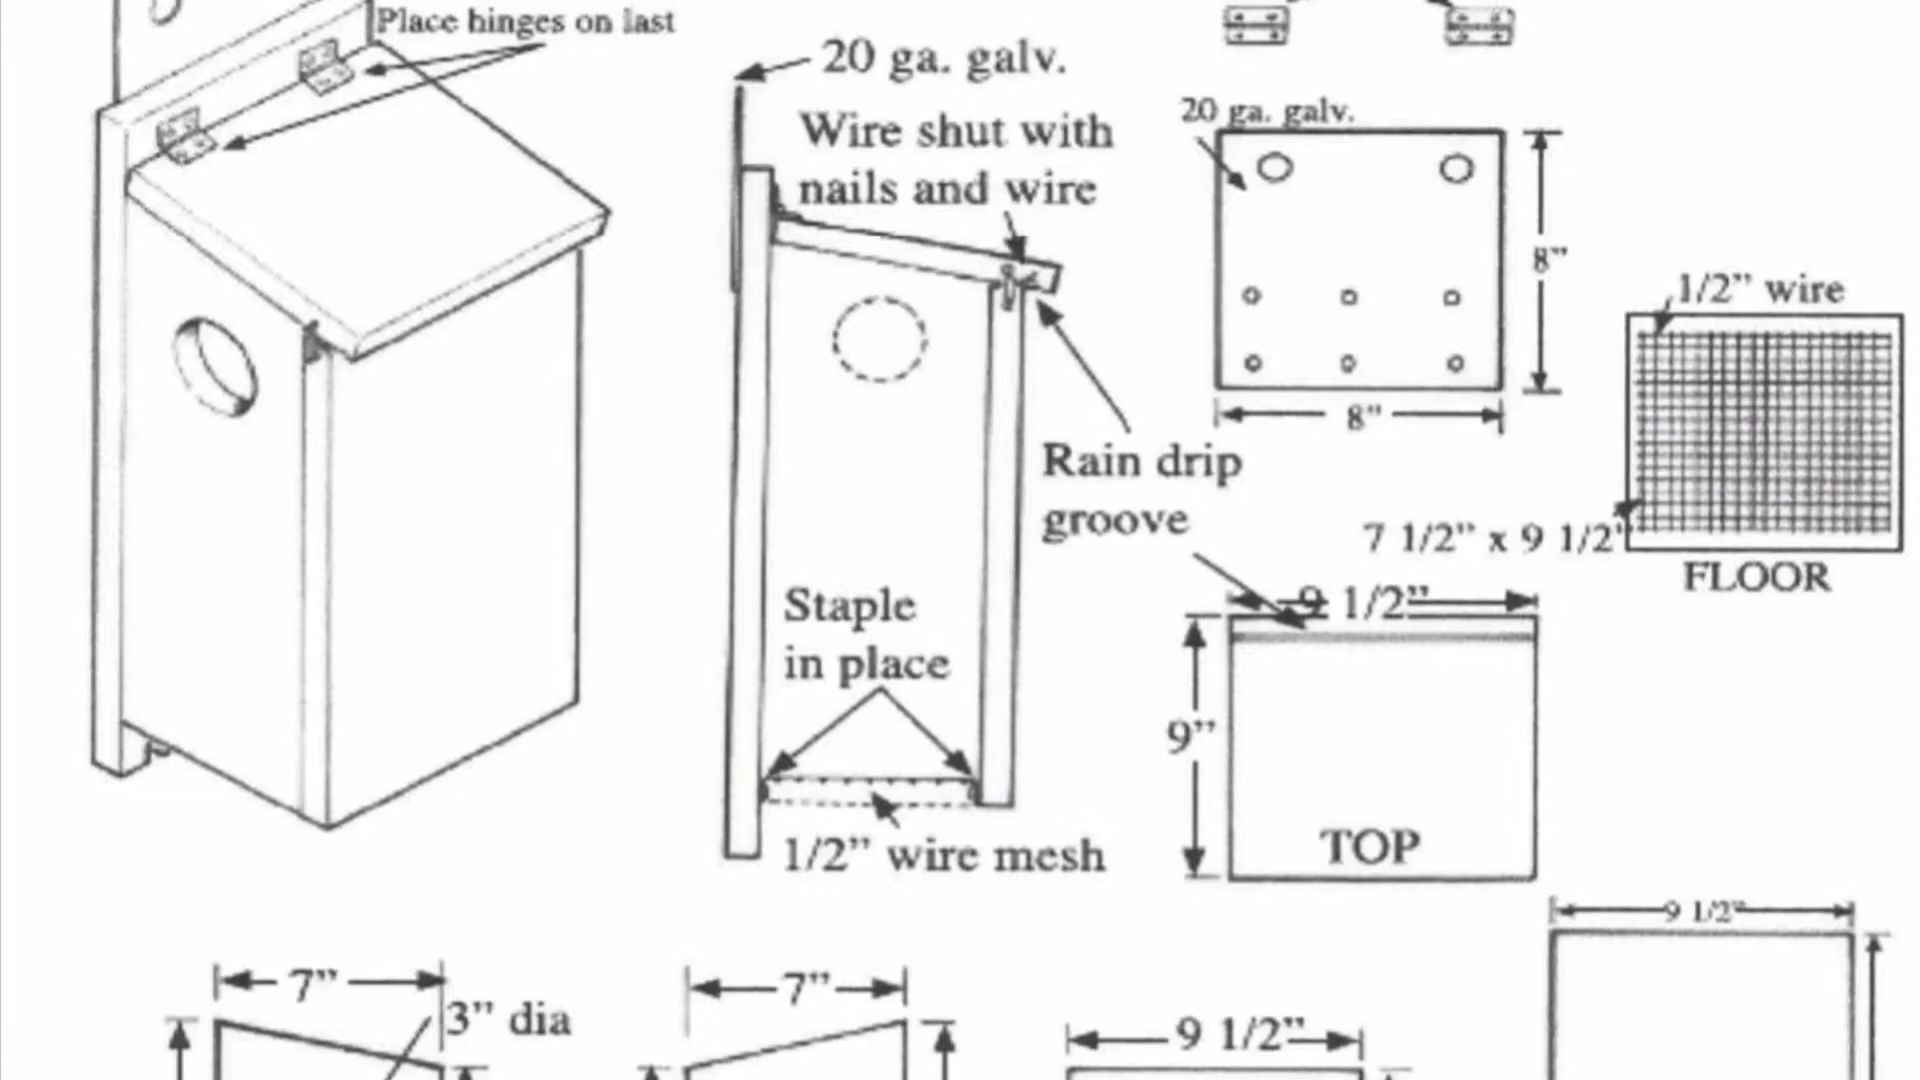 Place hinges on last
20 ga. galv.
Wire shut with
nails and wire
20 ga. galv.
8”
8”
1/2” wire
7 1/2” x 9 1/2”
FLOOR
Rain drip
groove
9 1/2”
9”
TOP
Staple
in place
1/2” wire mesh
7”
3” dia
7”
9 1/2”
9 1/2”